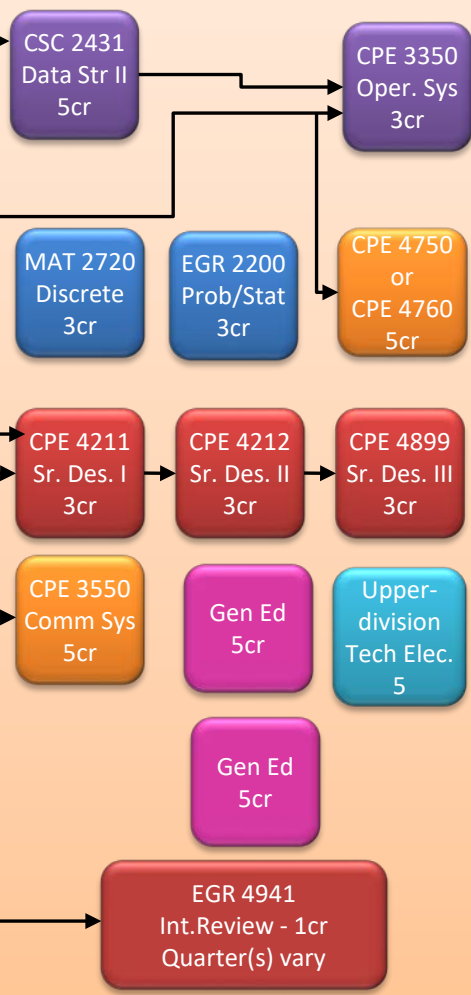 CSC 2431
Data Str II
5cr
CPE 3350
Oper. Sys
3cr
MAT 2720
Discrete
3cr
EGR 2200
Prob/Stat
3cr
CPE 4750
or
CPE 4760
5cr
CPE 4211
Sr. Des. I
3cr
CPE 4212
Sr. Des. II
3cr
CPE 4899
Sr. Des. III
3cr
CPE 3550
Comm Sys
5cr
Gen Ed
5cr
Upper-
division
Tech Elec.
5
Gen Ed
5cr
EGR 4941
Int.Review - 1cr
Quarter(s) vary